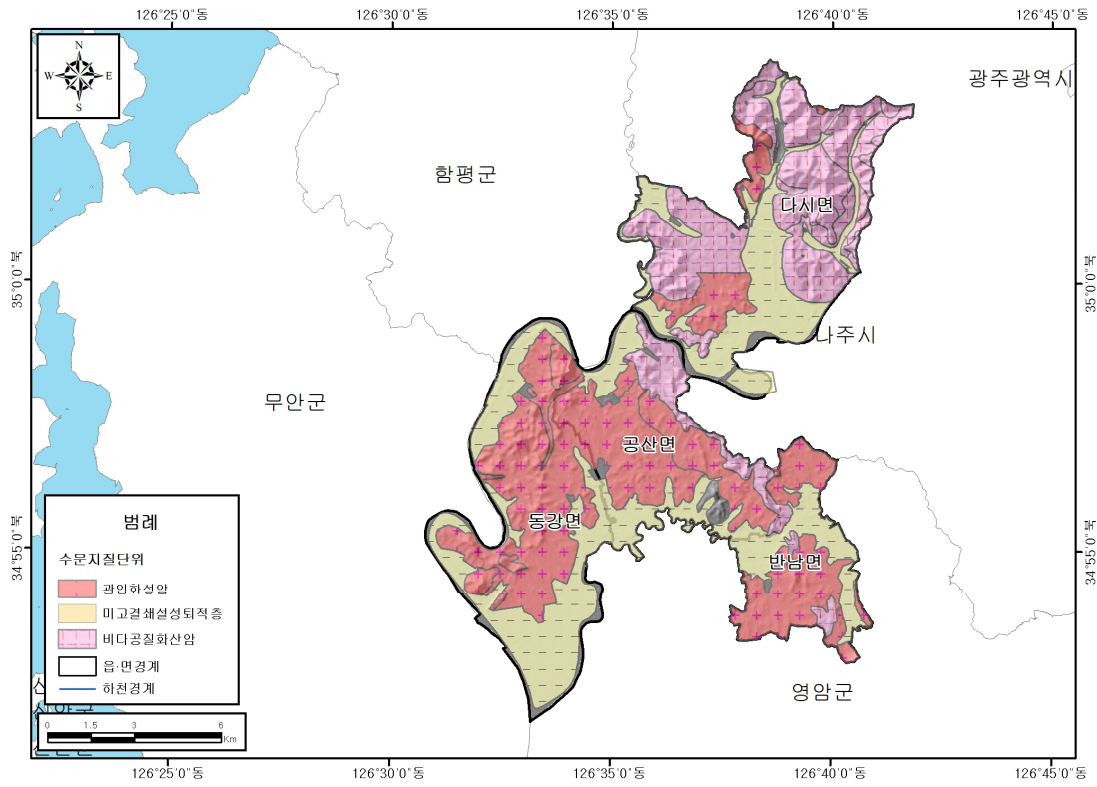 126°25'0"동 126°30'0"동 126°35'0"동 126°40'0"동 126°45'0"동
N
W E
S
광주광역시
함평군
다시면
35°0'0"북 35°0'0"북
나주시
무안군
공산면
동강면
34°55'0"북 34°55'0"북
반남면
범례
수문지질단위
관입화성암
미고결쇄설성퇴적층
비다공질화산암
읍·면경계
하천경계
영암군
0 1.5 3 6
Km
126°25'0"동 126°30'0"동 126°35'0"동 126°40'0"동 126°45'0"동